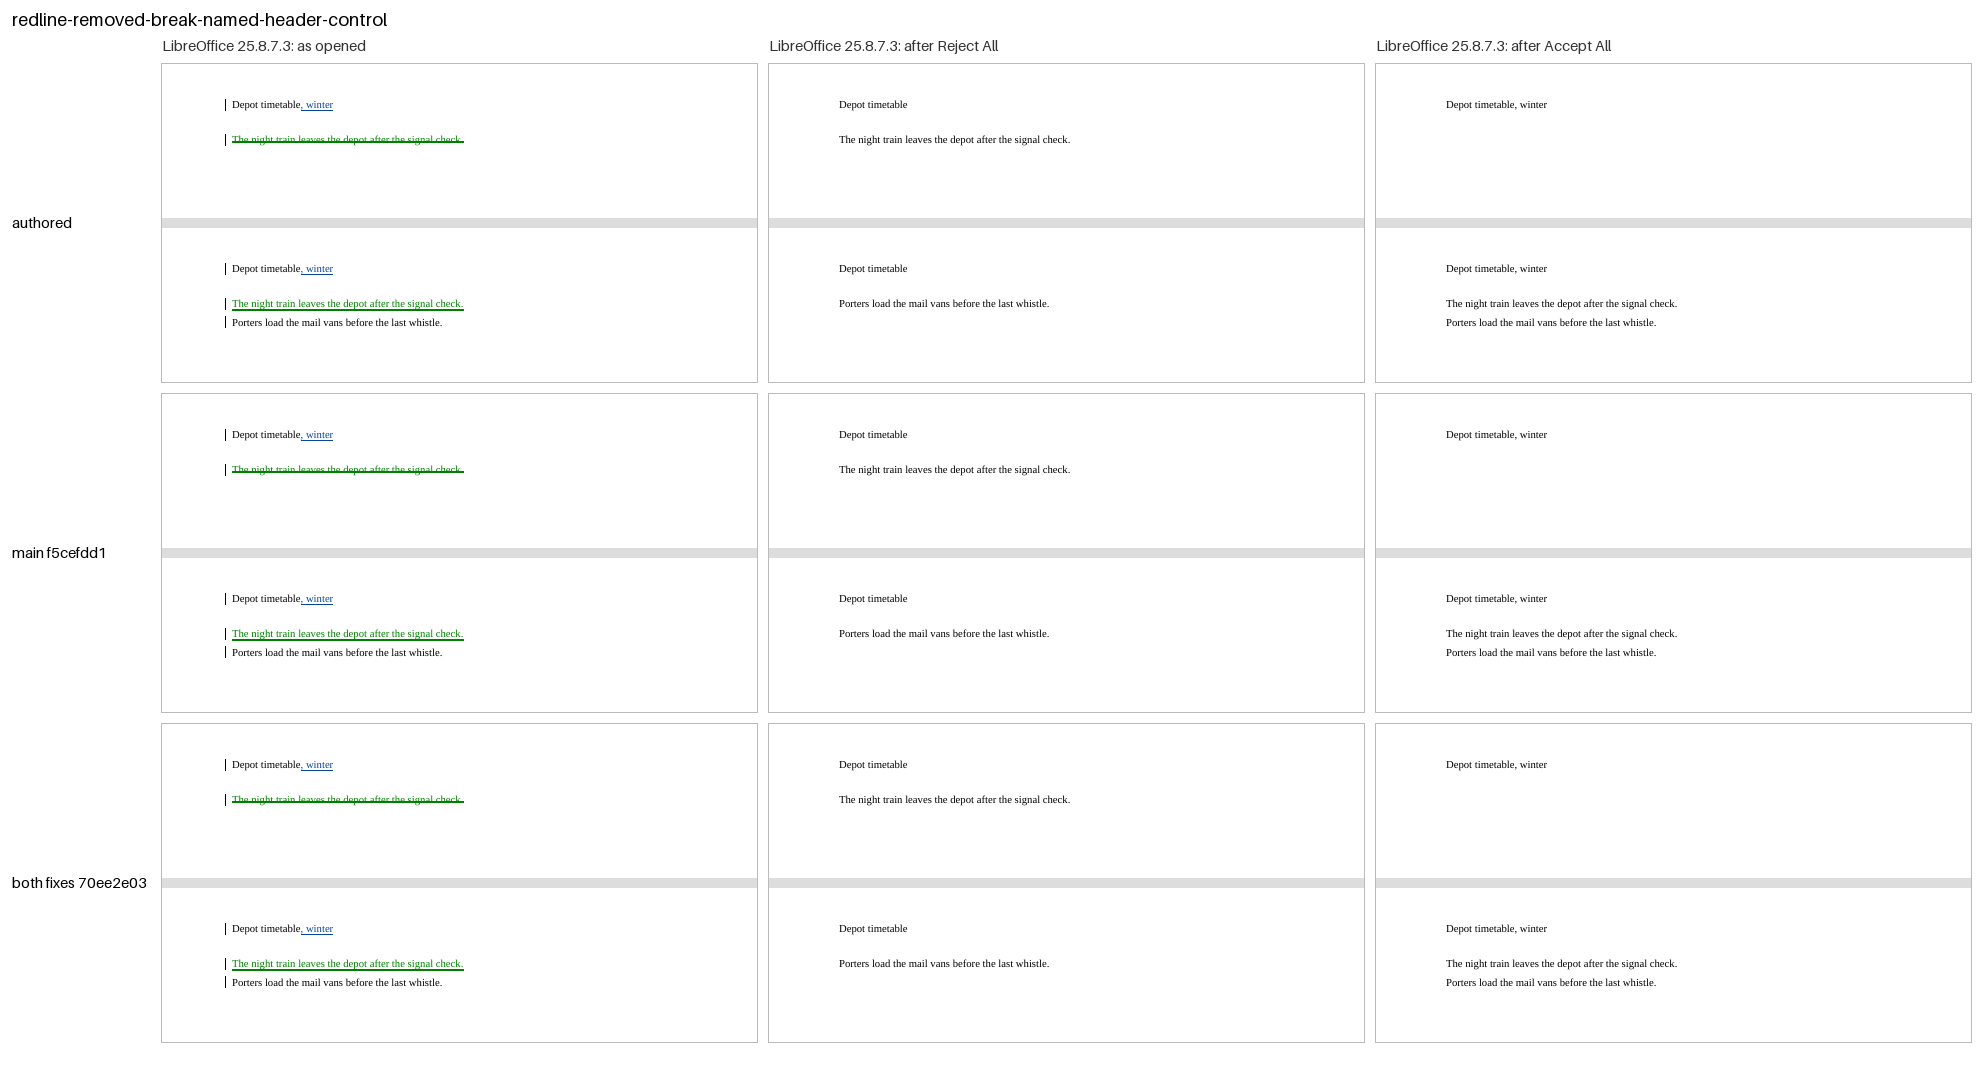 redline-removed-break-named-header-control
LibreOffice 25.8.7.3: as opened
LibreOffice 25.8.7.3: after Reject All
LibreOffice 25.8.7.3: after Accept All
authored
Depot timetable, winter
The night train leaves the depot after the signal check.
Depot timetable, winter
The night train leaves the depot after the signal check.
Porters load the mail vans before the last whistle.
Depot timetable
The night train leaves the depot after the signal check.
Depot timetable
Porters load the mail vans before the last whistle.
Depot timetable, winter
Depot timetable, winter
The night train leaves the depot after the signal check.
Porters load the mail vans before the last whistle.
main f5cefdd1
Depot timetable, winter
The night train leaves the depot after the signal check.
Depot timetable, winter
The night train leaves the depot after the signal check.
Porters load the mail vans before the last whistle.
Depot timetable
The night train leaves the depot after the signal check.
Depot timetable
Porters load the mail vans before the last whistle.
Depot timetable, winter
Depot timetable, winter
The night train leaves the depot after the signal check.
Porters load the mail vans before the last whistle.
both fixes 70ee2e03
Depot timetable, winter
The night train leaves the depot after the signal check.
Depot timetable, winter
The night train leaves the depot after the signal check.
Porters load the mail vans before the last whistle.
Depot timetable
The night train leaves the depot after the signal check.
Depot timetable
Porters load the mail vans before the last whistle.
Depot timetable, winter
Depot timetable, winter
The night train leaves the depot after the signal check.
Porters load the mail vans before the last whistle.